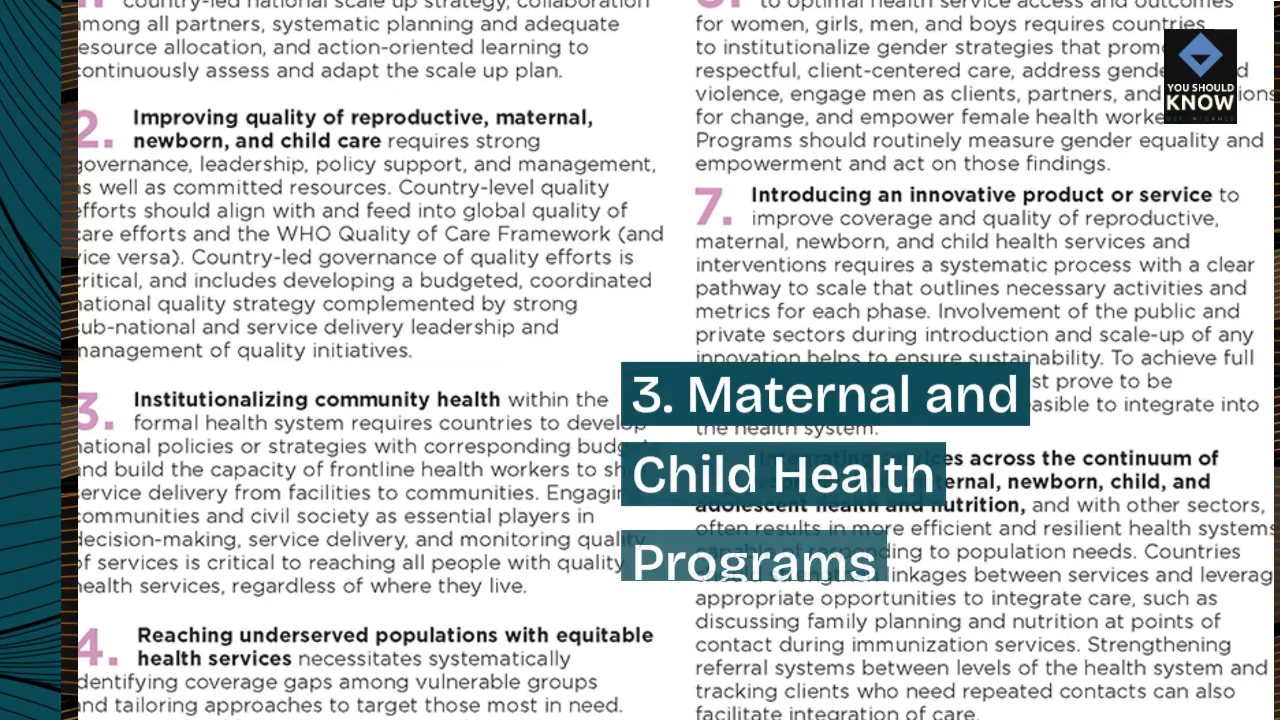 country-led national scale up strategy, collaboration
among all partners, systematic planning and adequate
resource allocation, and action-oriented learning to
continuously assess and adapt the scale up plan.
2. Improving quality of reproductive, maternal,
newborn, and child care requires strong
governance, leadership, policy support, and management,
as well as committed resources. Country-level quality
efforts should align with and feed into global quality of
care efforts and the WHO Quality of Care Framework (and
vice versa). Country-led governance of quality efforts is
critical, and includes developing a budgeted, coordinated
national quality strategy complemented by strong
sub-national and service delivery leadership and
management of quality initiatives.
3. Institutionalizing community health within the
formal health system requires countries to develop
national policies or strategies with corresponding
and build the capacity of frontline health workers to
service delivery from facilities to communities.
communities and civil society as essential players in
decision-making, service delivery, and monitoring quality
of services is critical to reaching all people with quality
health services, regardless of where they live.
4. Reaching underserved populations with equitable
health services necessitates systematically
identifying coverage gaps among vulnerable groups
and tailoring approaches to target those most in need.
to optimal health service access and outcomes
for women, girls, men, and boys requires countries
to institutionalize gender strategies that
respectful, client-centered care, address
violence, engage men as clients, partners, and
for change, and empower female health
Programs should routinely measure gender equality and
empowerment and act on those findings.
7. Introducing an innovative product or service to
improve coverage and quality of reproductive,
maternal, newborn, and child health services and
interventions requires a systematic process with a clear
pathway to scale that outlines necessary activities and
metrics for each phase. Involvement of the public and
private sectors during introduction and scale-up of any
innovation helps to ensure sustainability. To achieve full
prove to be
to integrate into
the health system.
across the continuum of
newborn, child, and
adolescent health and nutrition, and with other sectors,
often results in more efficient and resilient health systems
to population needs. Countries
linkages between services and
appropriate opportunities to integrate care, such as
discussing family planning and nutrition at points of
contact during immunization services. Strengthening
referral systems between levels of the health system and
tracking clients who need repeated contacts can also
facilitate integration of care.
3. Maternal and
Child Health
Programs
YOU SHOULD
KNOW
GET INFORMED